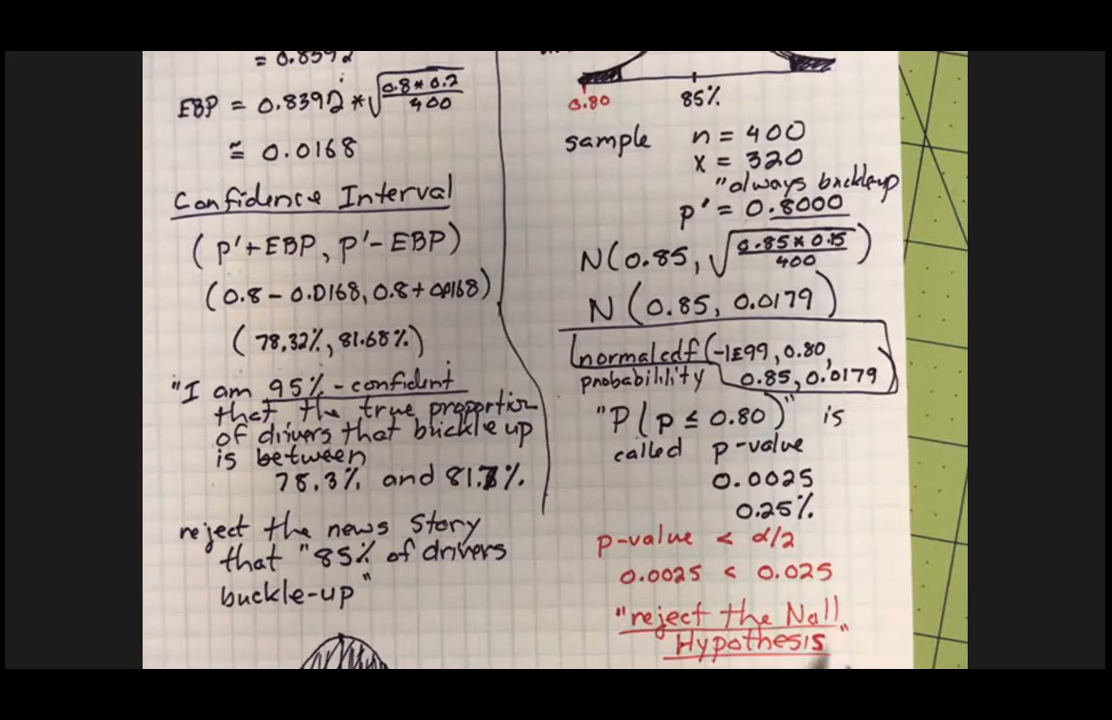 = 0.8392
EBP = 0.8392 * √(0.8 * 0.2 / 400)
≅ 0.0168
Confidence Interval
(p'+EBP, p'-EBP)
(0.8 - 0.0168, 0.8 + 0.0168)
(78,32%, 81.68%)
"I am 95% - confident
that the true proportion
of drivers that buckle up
is between
78.3% and 81.7%.
reject the news story
that "85% of drivers
buckle-up"
0.80 85%
sample n = 400
x = 320
"always buckle up
p' = 0.8000
N(0.85, √(0.85 * 0.15 / 400))
N (0.85, 0.0179)
normalcdf(-1E99, 0.80,
probabilility 0.85, 0.0179)
"P(p ≤ 0.80)" is
called p-value
0.0025
0.25%
p-value < α/2
0.0025 < 0.025
"reject the Null
Hypothesis"